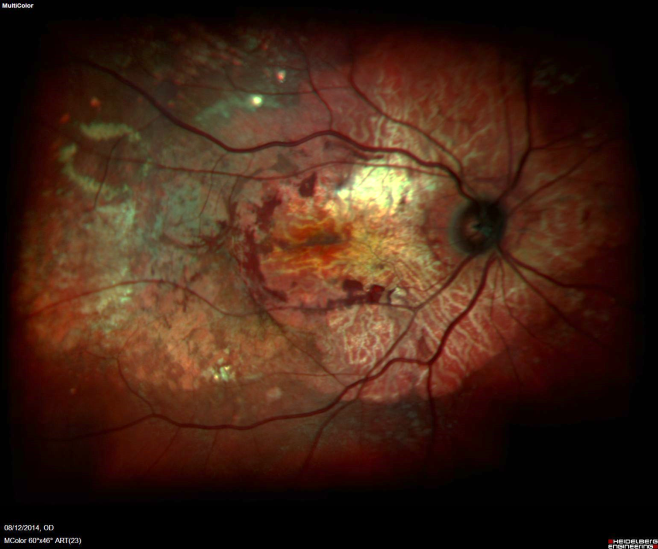 MultiColor
08/12/2014, OD
MColor 60°x46° ART(23)
HEIDELBERG
ENGINEERING